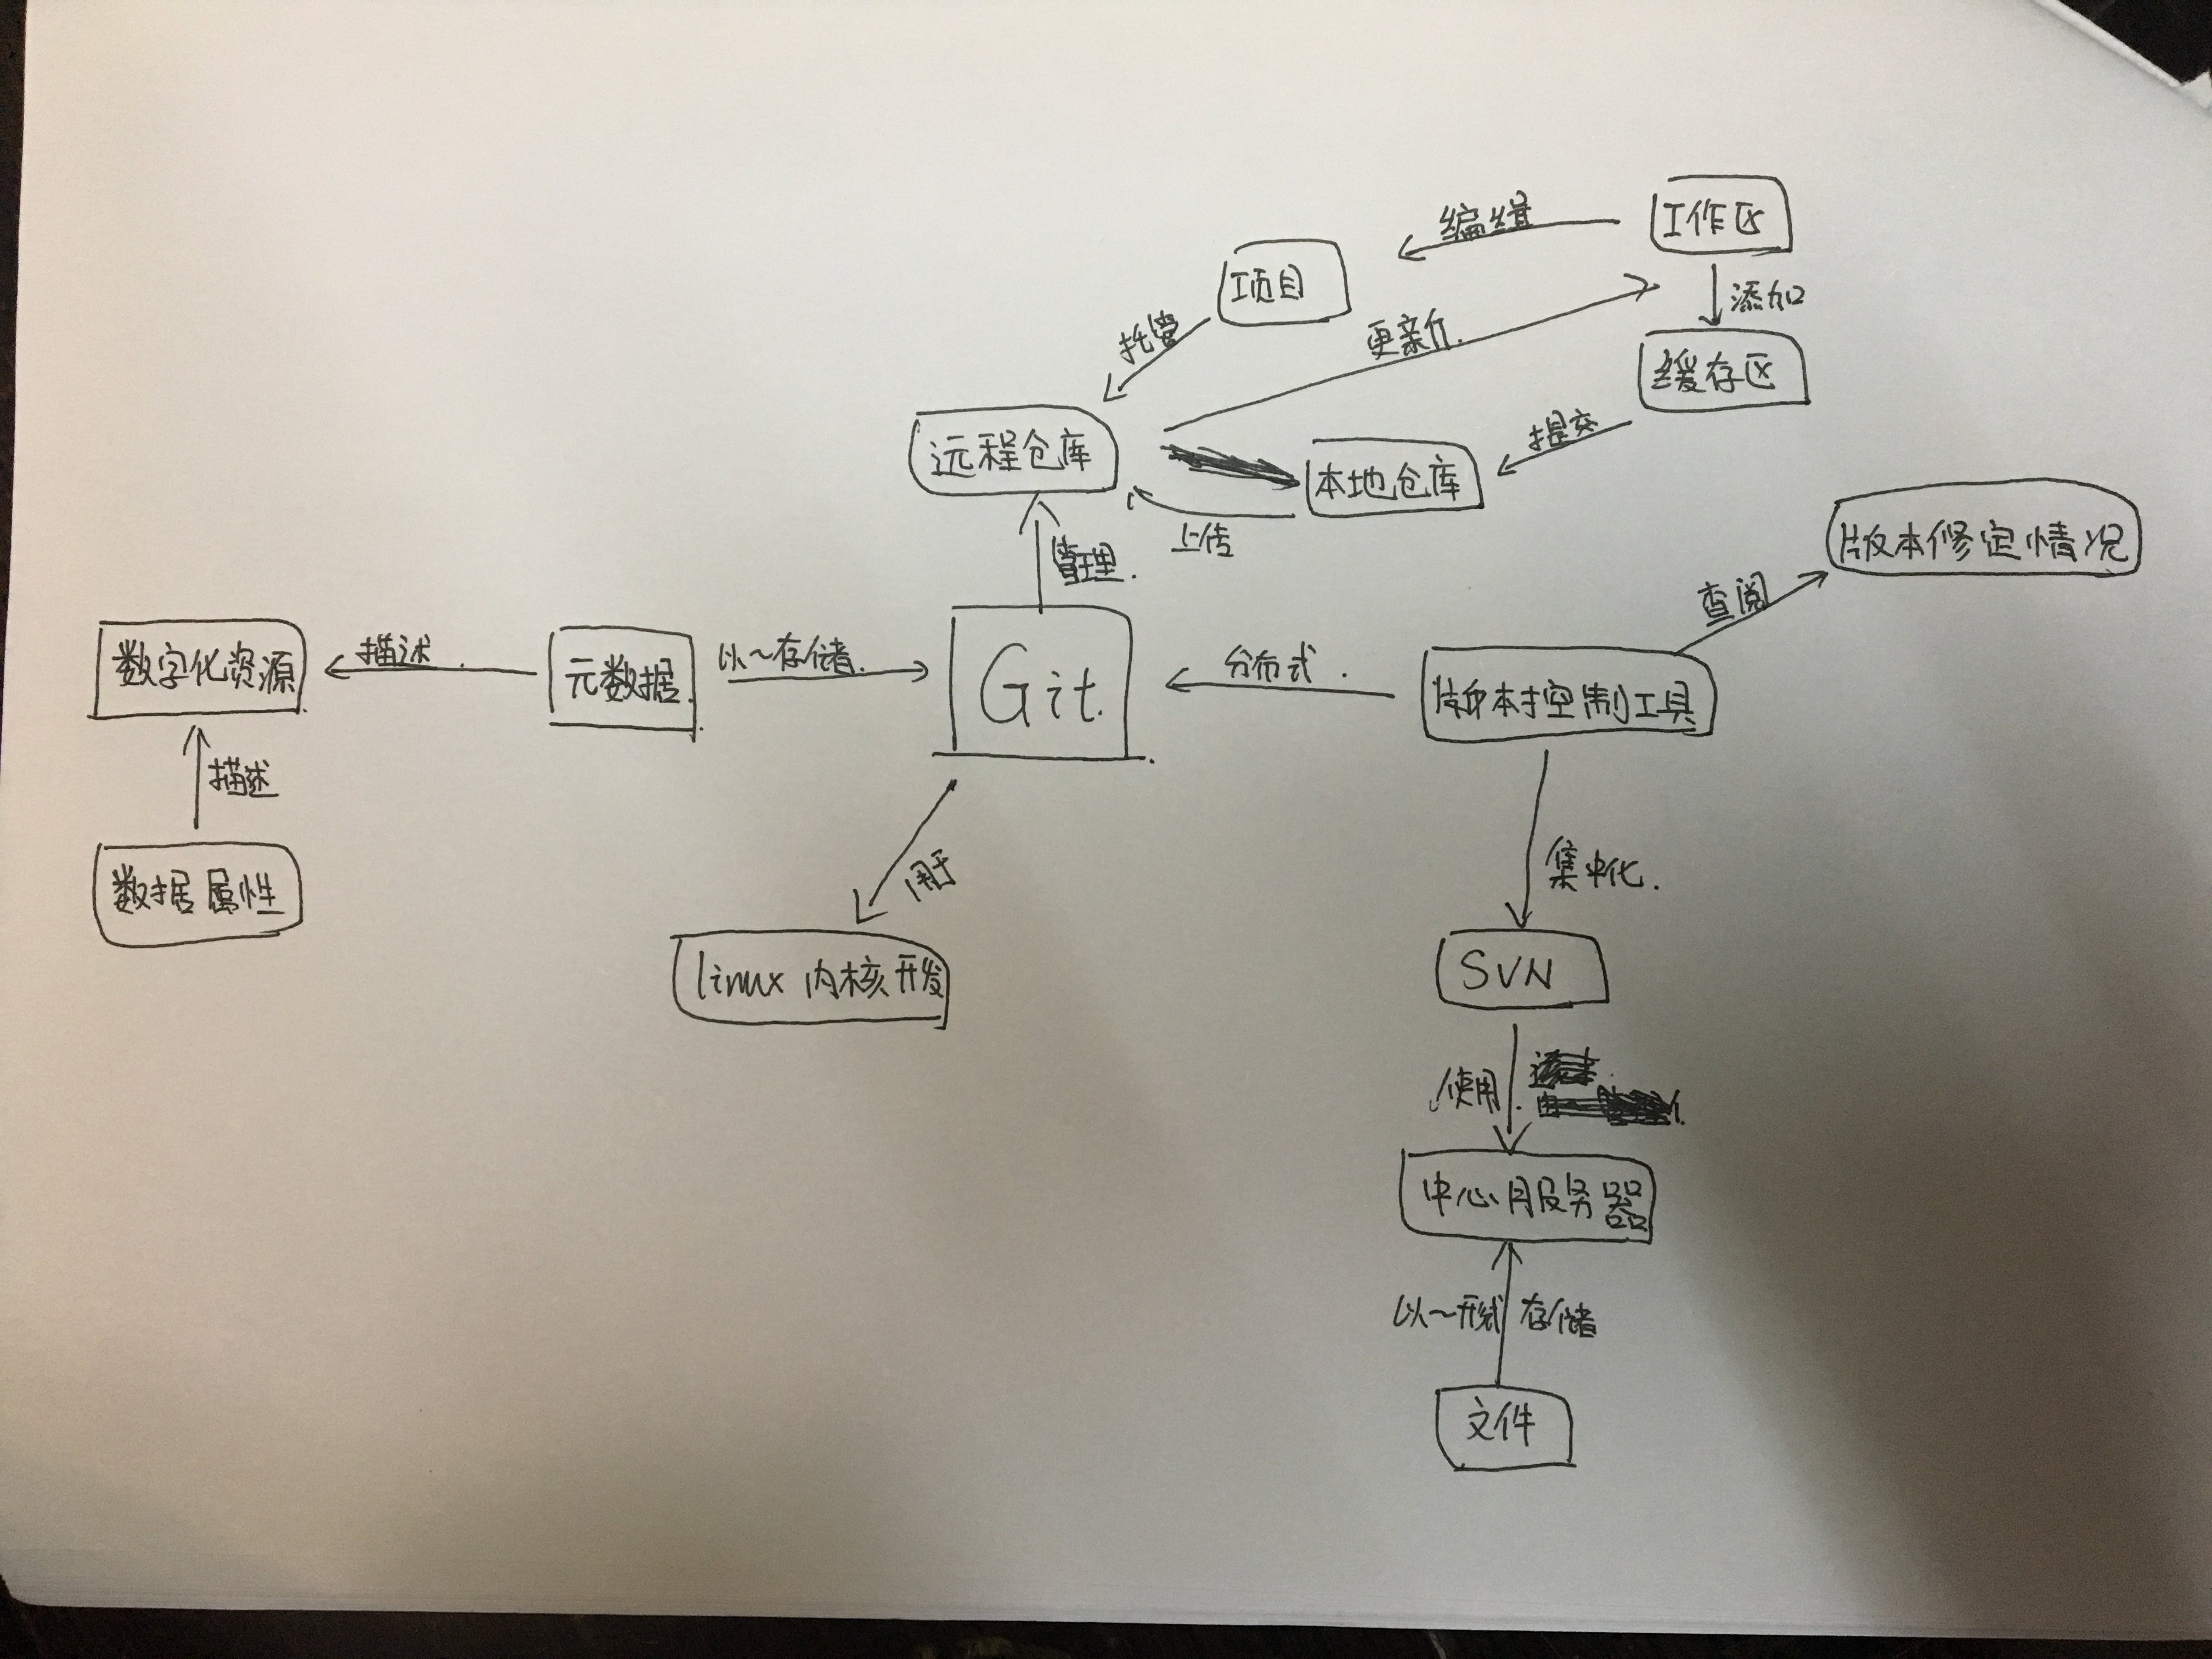 工作区
编辑
项目
添加
缓存区
更新
托管
远程仓库
提交
本地仓库
上传
版本修定情况
管理
查阅
Git
以~存储
元数据
描述
数字化资源
分布式
版本控制工具
描述
数据属性
用于
linux 内核开发
集中化
SVN
使用
中心服务器
以~形式存储
文件